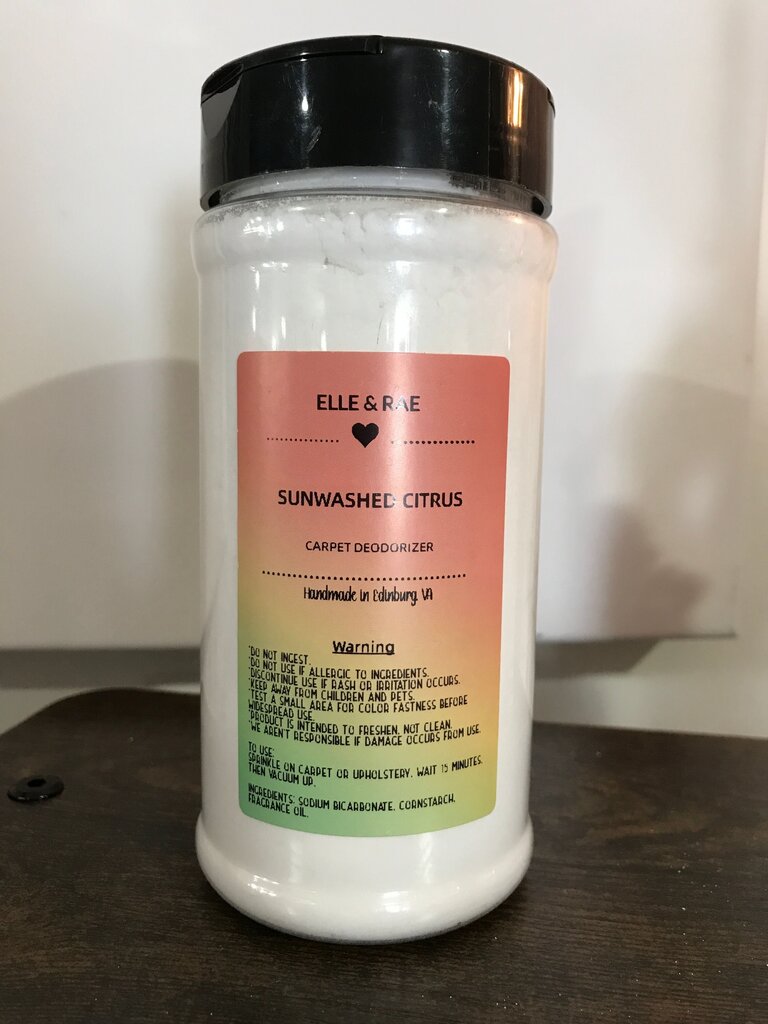 ELLE & RAE
SUNWASHED CITRUS
CARPET DEODORIZER
Handmade in Edinburg, VA
Warning
*DO NOT INGEST.
*DO NOT USE IF ALLERGIC TO INGREDIENTS.
*DISCONTINUE USE IF RASH OR IRRITATION OCCURS.
*KEEP AWAY FROM CHILDREN AND PETS.
*TEST A SMALL AREA FOR COLOR FASTNESS BEFORE
WIDESPREAD USE.
*PRODUCT IS INTENDED TO FRESHEN, NOT CLEAN.
*WE AREN'T RESPONSIBLE IF DAMAGE OCCURS FROM USE.
TO USE:
SPRINKLE ON CARPET OR UPHOLSTERY. WAIT 15 MINUTES.
THEN VACUUM UP.
INGREDIENTS: SODIUM BICARBONATE, CORNSTARCH,
FRAGRANCE OIL.